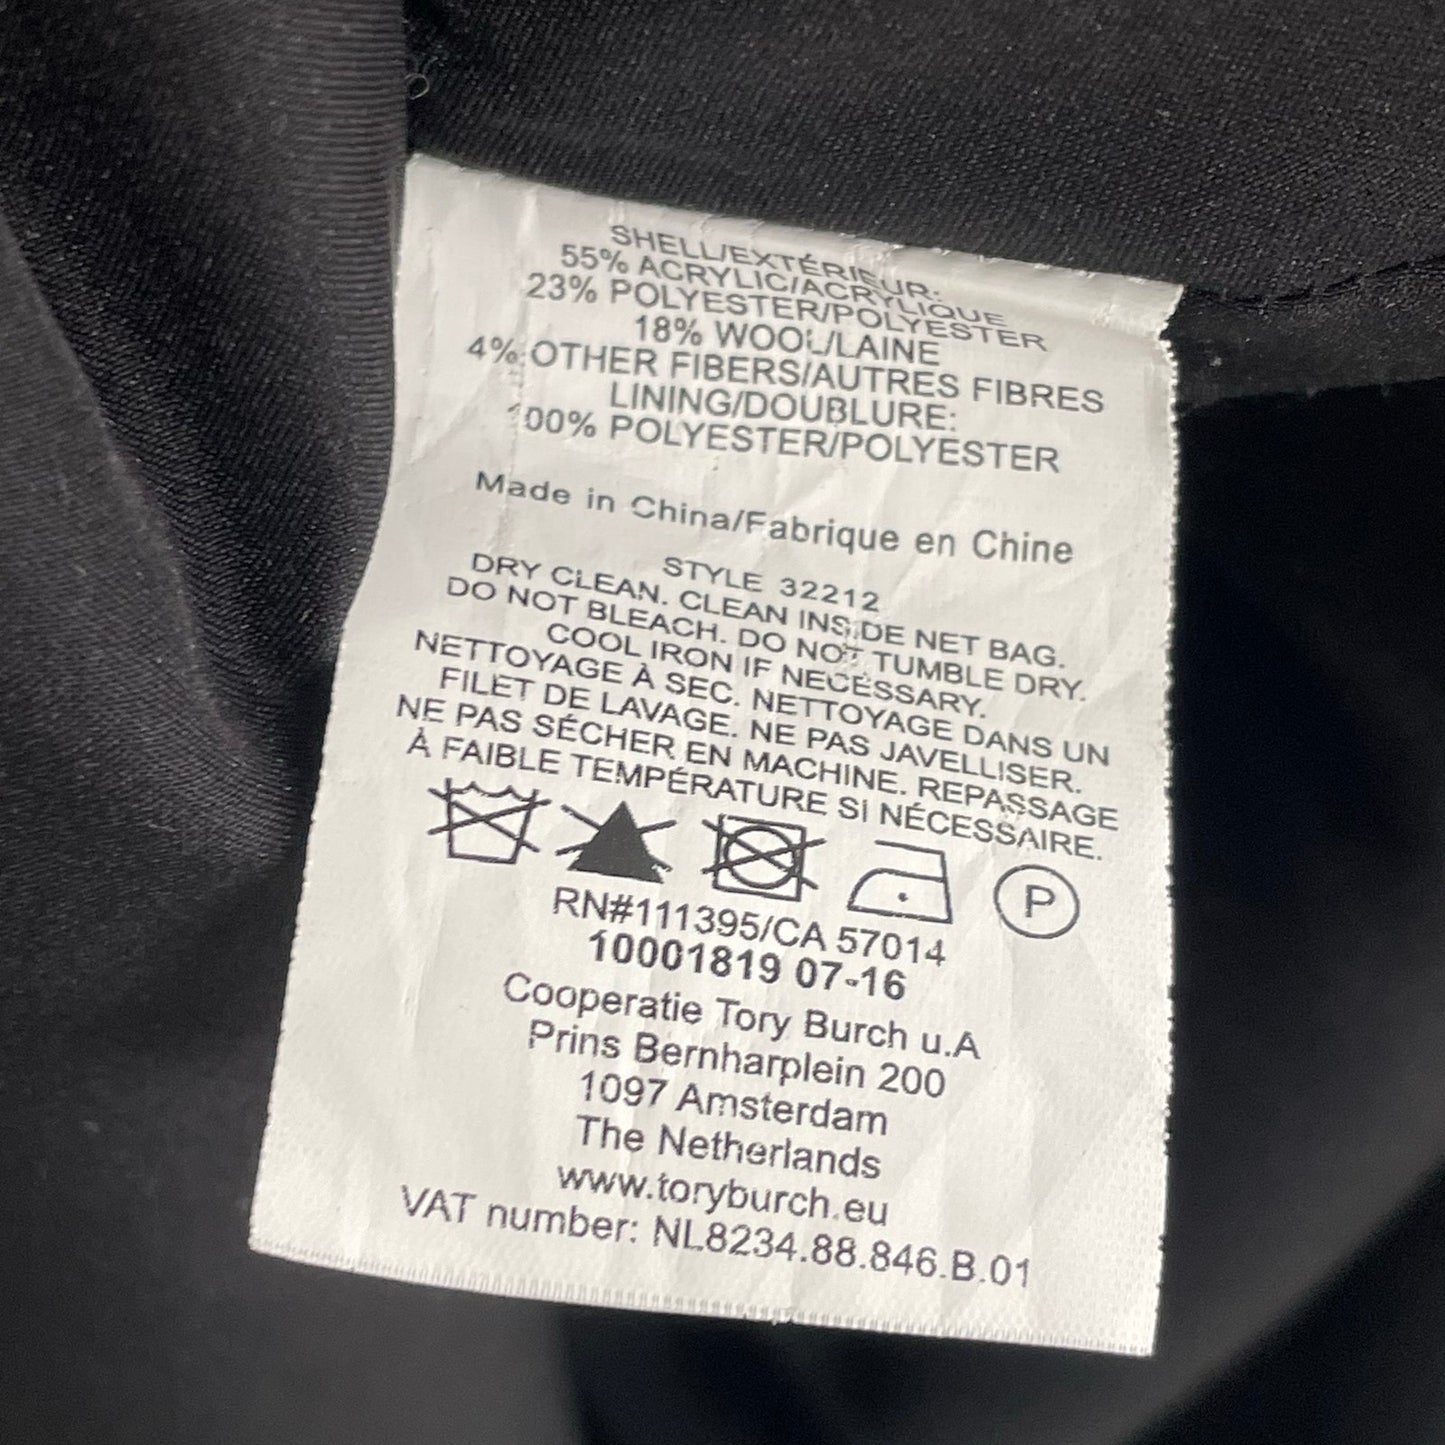 SHELL/EXTÉRIEUR:
55% ACRYLIC/ACRYLIQUE
23% POLYESTER/POLYESTER
18% WOOL/LAINE
4% OTHER FIBERS/AUTRES FIBRES
LINING/DOUBLURE:
100% POLYESTER/POLYESTER
Made in China/Fabrique en Chine
STYLE 32212
DRY CLEAN. CLEAN INSIDE NET BAG.
DO NOT BLEACH. DO NOT TUMBLE DRY.
COOL IRON IF NECESSARY.
NETTOYAGE À SEC. NETTOYAGE DANS UN
FILET DE LAVAGE. NE PAS JAVELLISER.
NE PAS SÉCHER EN MACHINE. REPASSAGE
À FAIBLE TEMPÉRATURE SI NÉCESSAIRE.
P
RN#111395/CA 57014
10001819 07-16
Cooperatie Tory Burch u.A
Prins Bernharplein 200
1097 Amsterdam
The Netherlands
www.toryburch.eu
VAT number: NL8234.88.846.B.01